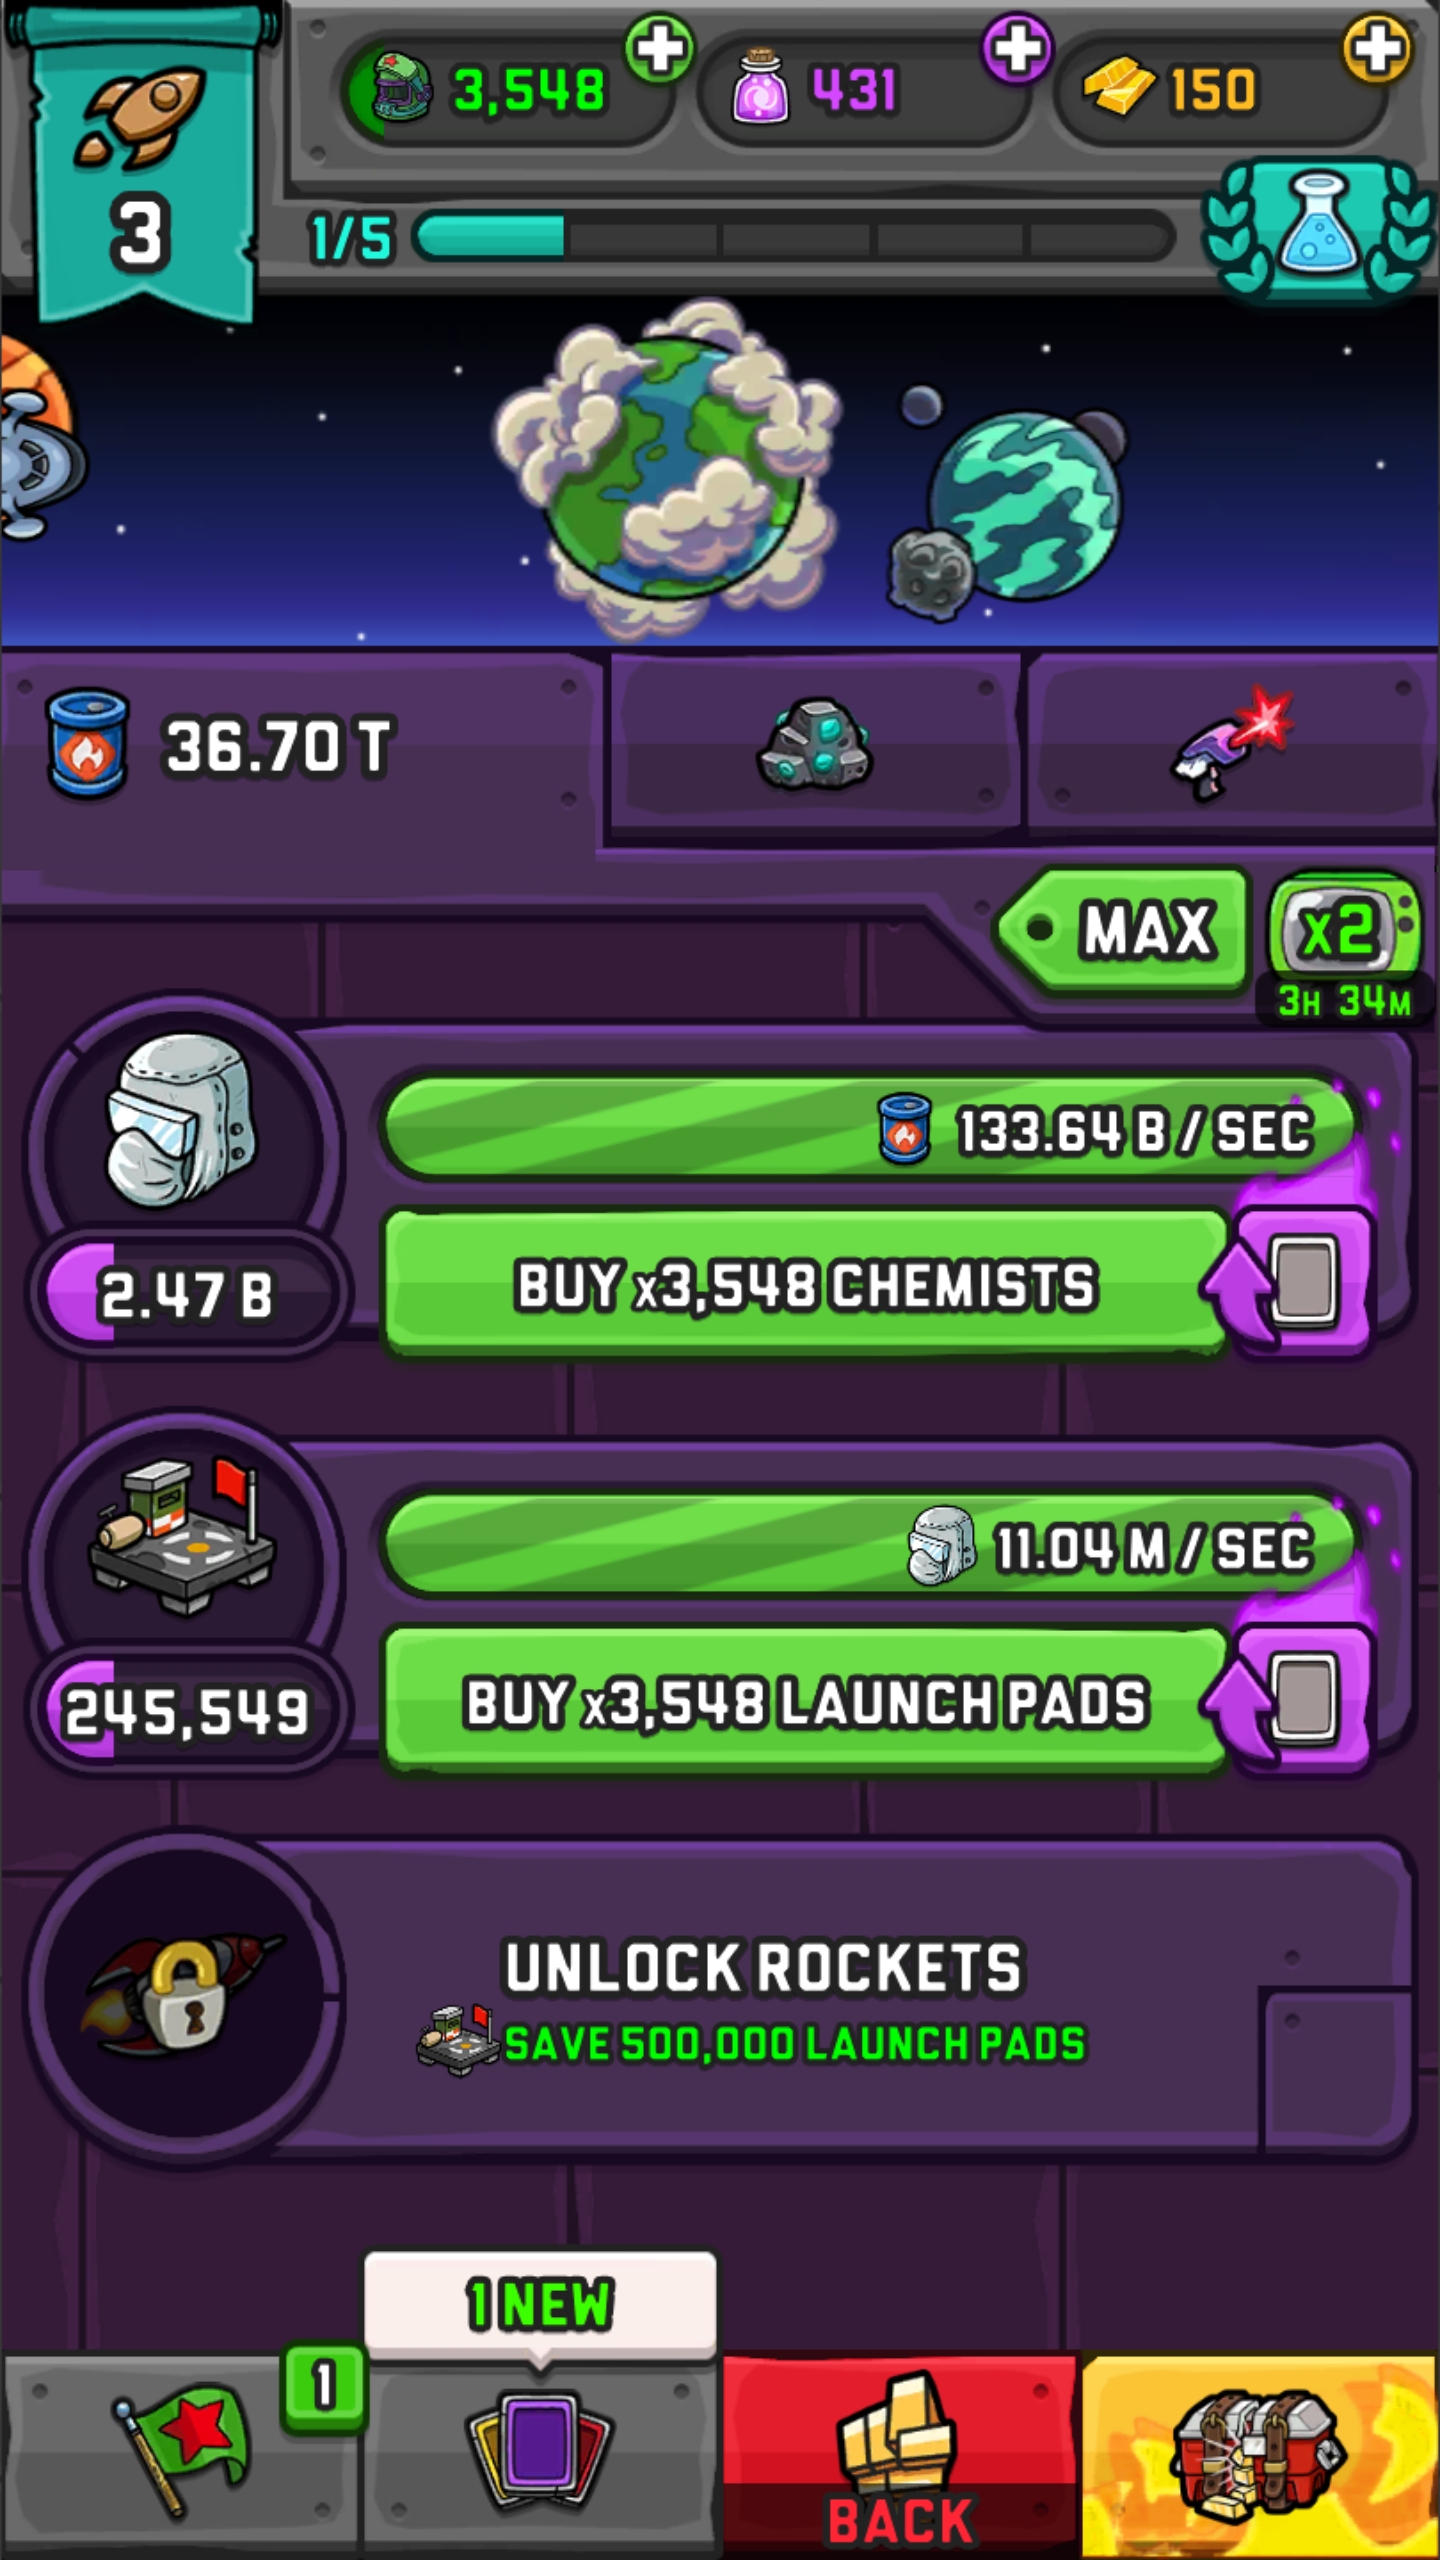 3,548
431
150
3
1/5
36.70 T
MAX
x2
3H 34M
133.64 B / SEC
2.47 B
BUY x3,548 CHEMISTS
11.04 M / SEC
245,549
BUY x3,548 LAUNCH PADS
UNLOCK ROCKETS
SAVE 500,000 LAUNCH PADS
1 NEW
1
BACK